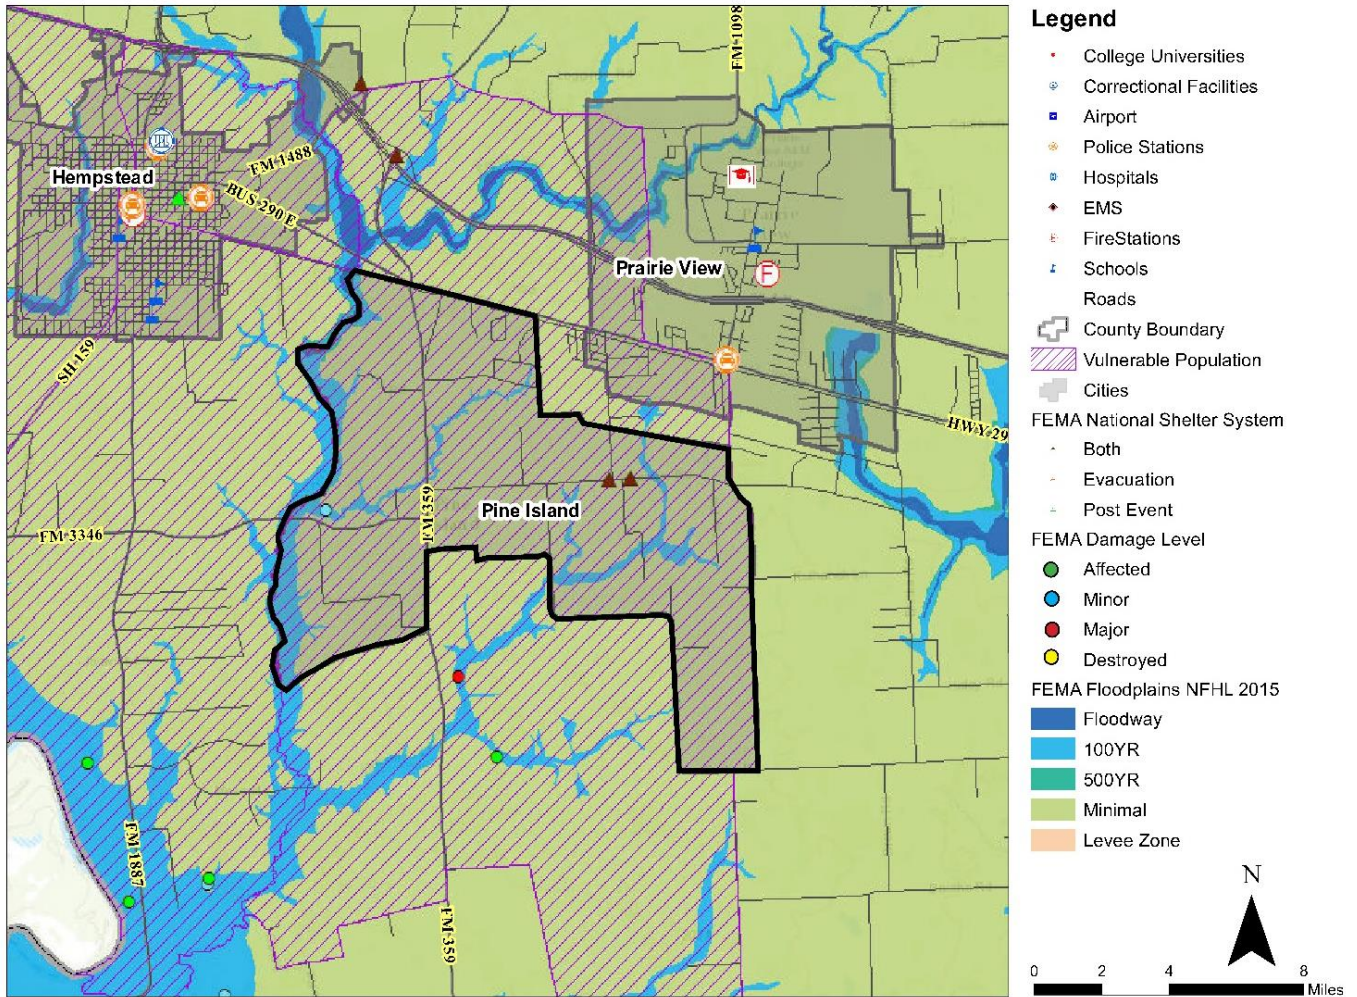 FM 1098
Hempstead
FM 1488
BUS 290 E
Prairie View
F
SH 159
HWY 29
FM 3346
FM 359
Pine Island
FM 1887
FM 359
Legend
College Universities
Correctional Facilities
Airport
Police Stations
Hospitals
EMS
FireStations
Schools
Roads
County Boundary
Vulnerable Population
Cities
FEMA National Shelter System
Both
Evacuation
Post Event
FEMA Damage Level
Affected
Minor
Major
Destroyed
FEMA Floodplains NFHL 2015
Floodway
100YR
500YR
Minimal
Levee Zone
N
0 2 4 8
Miles